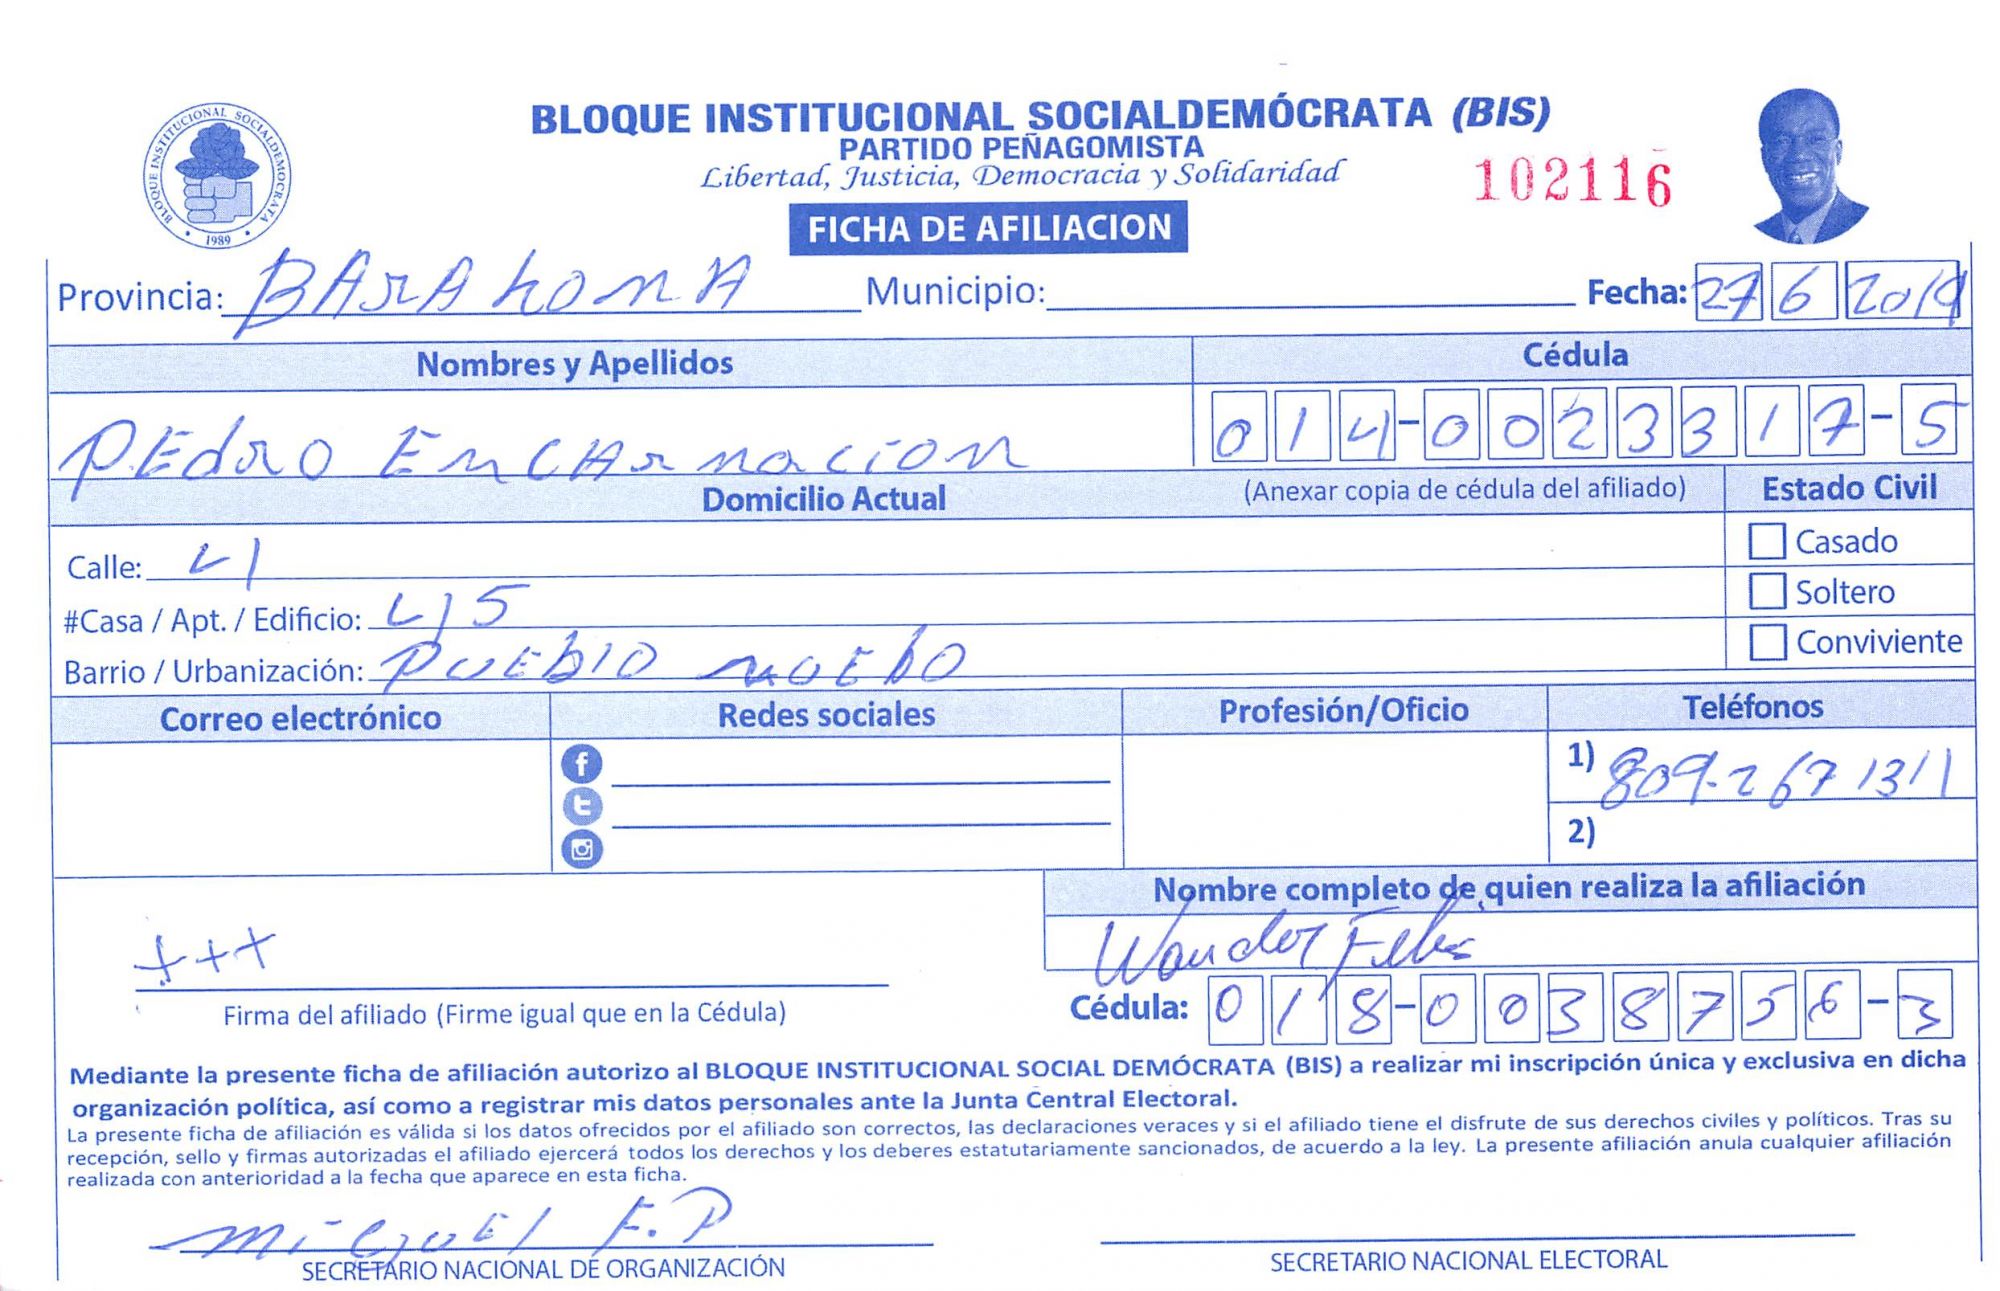 BLOQUE INSTITUCIONAL SOCIALDEMOCRATA
1989
BLOQUE INSTITUCIONAL SOCIALDEMÓCRATA (BIS)
PARTIDO PEÑAGOMISTA
Libertad, Justicia, Democracia y Solidaridad
102116
FICHA DE AFILIACION
Provincia: BArAhonA Municipio: Fecha: 27 6 2019
Nombres y Apellidos Cédula
PEdro EnCArnacion 014-0023317-5
Domicilio Actual (Anexar copia de cédula del afiliado) Estado Civil
Calle: 41 Casado
#Casa / Apt. / Edificio: 415 Soltero
Barrio / Urbanización: PUEblo nuEbo Conviviente
Correo electrónico Redes sociales Profesión/Oficio Teléfonos
1) 809-267 1311
2)
Nombre completo de quien realiza la afiliación
+++ Wander
Firma del afiliado (Firme igual que en la Cédula) Cédula: 018-0038756-3
Mediante la presente ficha de afiliación autorizo al BLOQUE INSTITUCIONAL SOCIAL DEMÓCRATA (BIS) a realizar mi inscripción única y exclusiva en dicha
organización política, así como a registrar mis datos personales ante la Junta Central Electoral.
La presente ficha de afiliación es válida si los datos ofrecidos por el afiliado son correctos, las declaraciones veraces y si el afiliado tiene el disfrute de sus derechos civiles y políticos. Tras su
recepción, sello y firmas autorizadas el afiliado ejercerá todos los derechos y los deberes estatutariamente sancionados, de acuerdo a la ley. La presente afiliación anula cualquier afiliación
realizada con anterioridad a la fecha que aparece en esta ficha.
miguEl F.P
SECRETARIO NACIONAL DE ORGANIZACIÓN SECRETARIO NACIONAL ELECTORAL